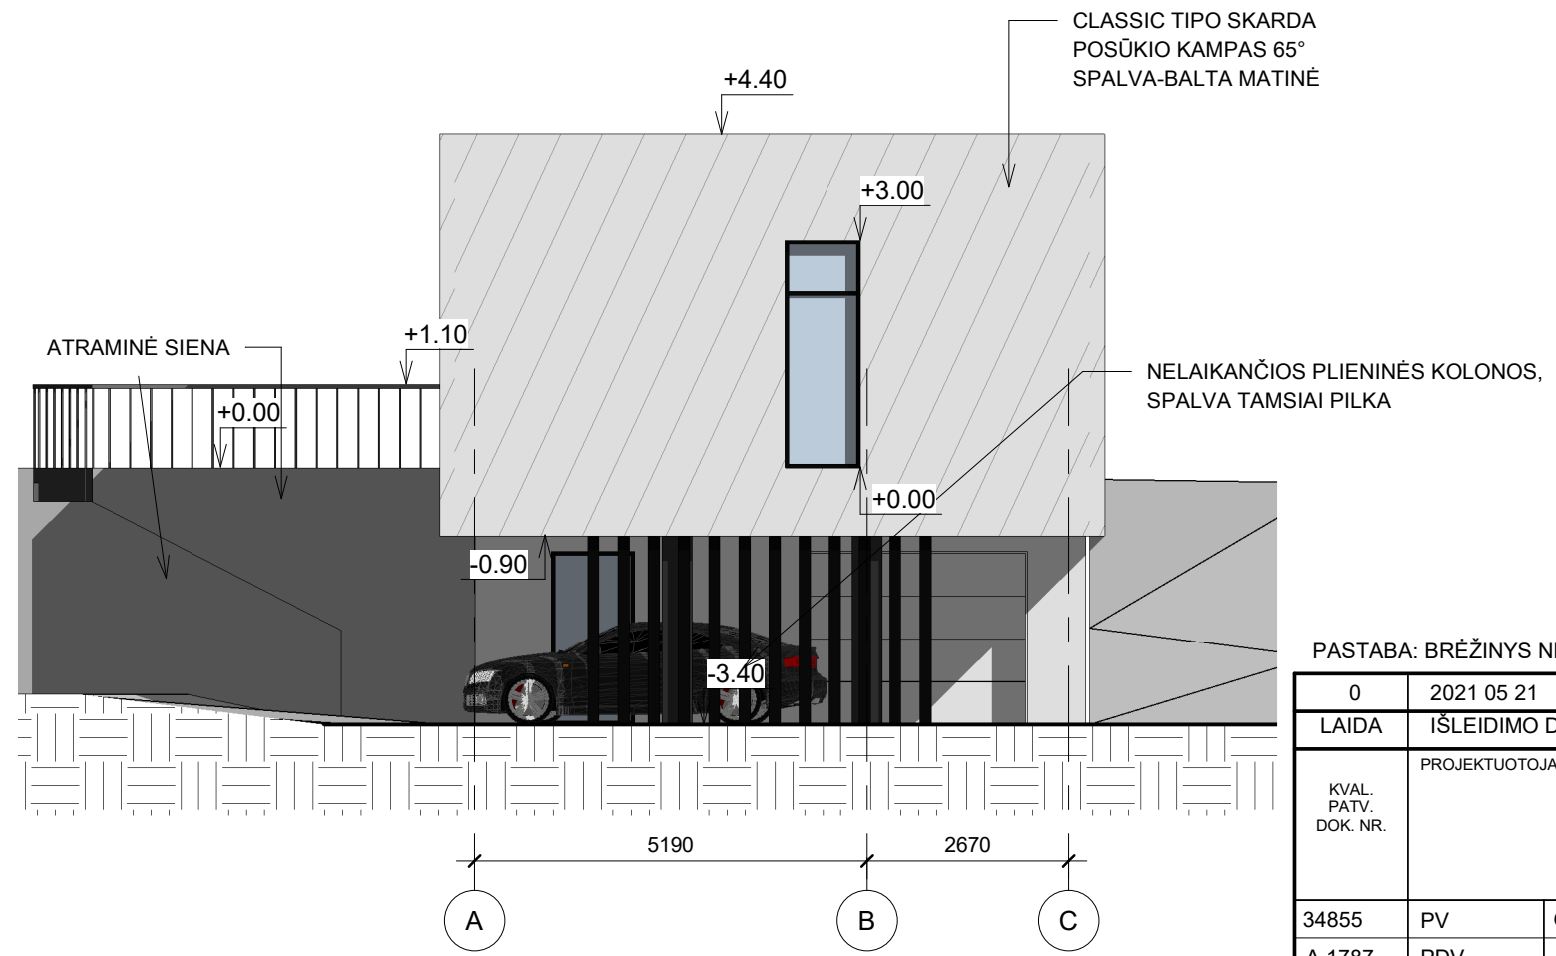 CLASSIC TIPO SKARDA
POSŪKIO KAMPAS 65°
SPALVA-BALTA MATINĖ
+4.40
+3.00
ATRAMINĖ SIENA
+1.10
NELAIKANČIOS PLIENINĖS KOLONOS,
SPALVA TAMSIAI PILKA
+0.00
+0.00
-0.90
-3.40
PASTABA: BRĖŽINYS
0
2021 05 21
LAIDA
IŠLEIDIMO
KVAL.
PATV.
DOK. NR.
5190
2670
A
B
C
34855
PV
A 1787
PDV